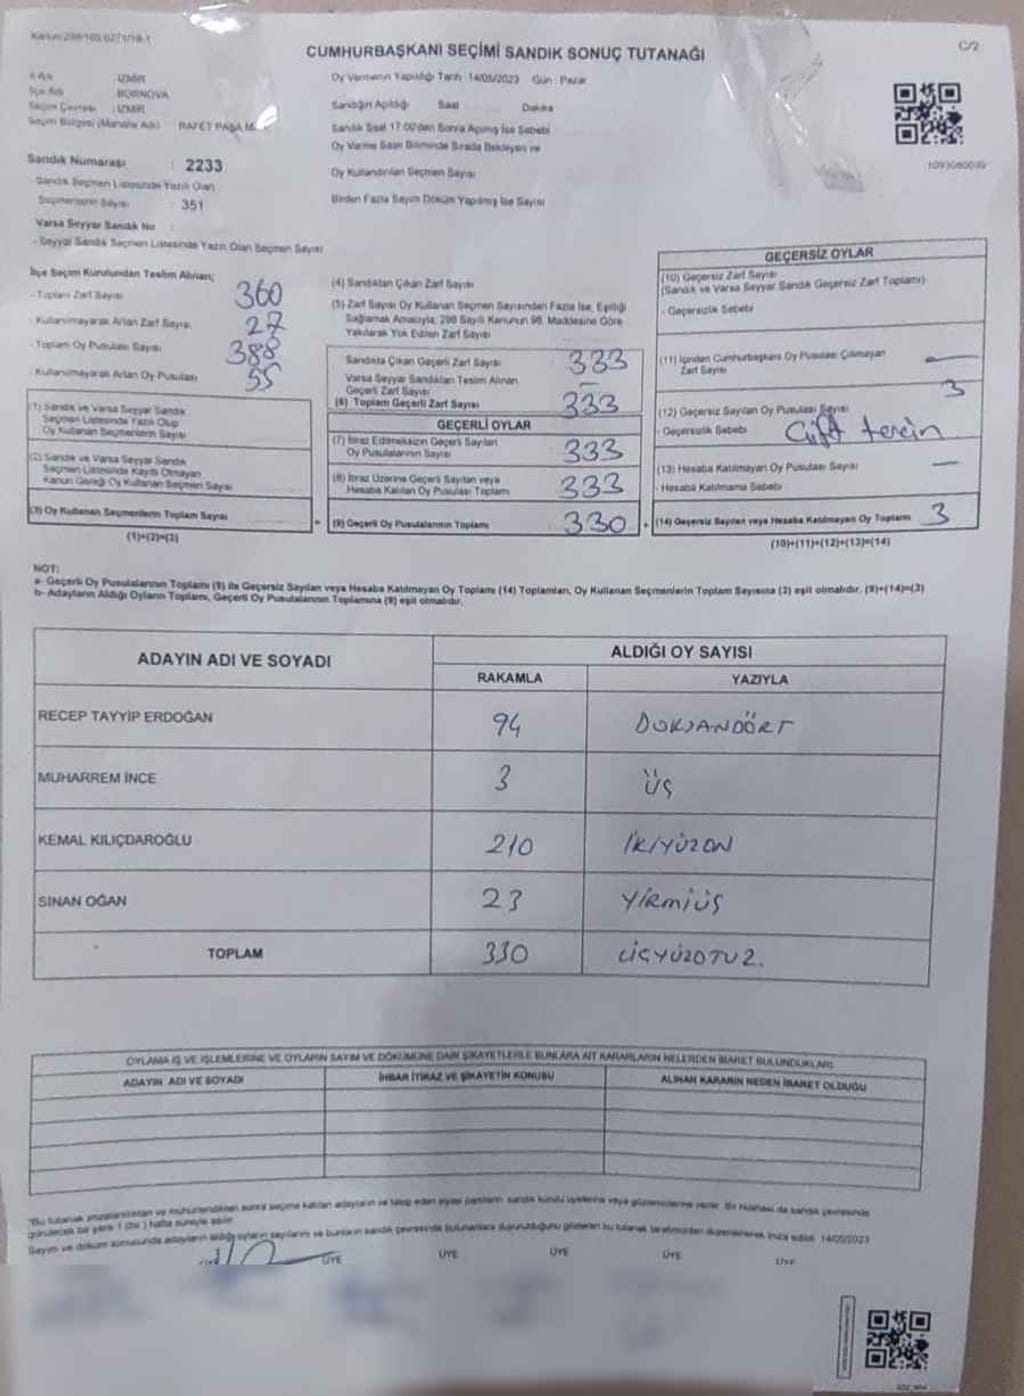 C/2
CUMHURBAŞKANI SEÇİMİ SANDIK SONUÇ TUTANAĞI
İl Adı : İZMİR
İlçe Adı : BORNOVA
Seçim Çevresi : İZMİR
Seçim Bölgesi (Mahalle Adı) : RAFET PAŞA
Oy Vermenin Yapıldığı Tarih : 14/05/2023 Gün : Pazar
Sandığın Açıldığı Saat Dakika
Sandık Saat 17:00'den Sonra Açılmış İse Sebebi
Oy Verme Saati Bitiminde Sırada Bekleyen ve
Oy Kullandırılan Seçmen Sayısı
Birden Fazla Sayım Döküm Yapılmış İse Sayısı
Sandık Numarası : 2233
- Sandık Seçmen Listesinde Yazılı Olan
Seçmenlerin Sayısı : 351
Varsa Seyyar Sandık No :
- Seyyar Sandık Seçmen Listesinde Yazılı Olan Seçmen Sayısı
İlçe Seçim Kurulundan Teslim Alınan;
- Toplam Zarf Sayısı 360
- Kullanılmayarak Artan Zarf Sayısı 27
- Toplam Oy Pusulası Sayısı 388
- Kullanılmayarak Artan Oy Pusulası 55
(1) Sandık ve Varsa Seyyar Sandık
Seçmen Listesinde Yazılı Olup
Oy Kullanan Seçmenlerin Sayısı
(2) Sandık ve Varsa Seyyar Sandık
Seçmen Listesinde Kayıtlı Olmayan
Kanun Gereği Oy Kullanan Seçmen Sayısı
(3) Oy Kullanan Seçmenlerin Toplam Sayısı
(1)+(2)=(3)
(4) Sandıktan Çıkan Zarf Sayısı
(5) Zarf Sayısı Oy Kullanan Seçmen Sayısından Fazla İse, Eşitliği
Sağlamak Amacıyla, 298 Sayılı Kanunun 98. Maddesine Göre
Yakılarak Yok Edilen Zarf Sayısı
Sandıkta Çıkan Geçerli Zarf Sayısı 333
Varsa Seyyar Sandıktan Teslim Alınan
Geçerli Zarf Sayısı –
(6) Toplam Geçerli Zarf Sayısı 333
GEÇERLİ OYLAR
(7) İtiraz Edilmeksizin Geçerli Sayılan
Oy Pusulalarının Sayısı 333
(8) İtiraz Üzerine Geçerli Sayılan veya
Hesaba Katılan Oy Pusulası Toplamı 333
(9) Geçerli Oy Pusulalarının Toplamı 330
GEÇERSİZ OYLAR
(10) Geçersiz Zarf Sayısı
(Sandık ve Varsa Seyyar Sandık Geçersiz Zarf Toplamı)
- Geçersizlik Sebebi
(11) İçinden Cumhurbaşkanı Oy Pusulası Çıkmayan
Zarf Sayısı —
3
(12) Geçersiz Sayılan Oy Pusulası Sayısı
- Geçersizlik Sebebi Çift tercin
(13) Hesaba Katılmayan Oy Pusulası Sayısı —
- Hesaba Katılmama Sebebi
(14) Geçersiz Sayılan veya Hesaba Katılmayan Oy Toplamı 3
(10)+(11)+(12)+(13)=(14)
NOT:
a- Geçerli Oy Pusulalarının Toplamı (9) ile Geçersiz Sayılan veya Hesaba Katılmayan Oy Toplamı (14) Toplamları, Oy Kullanan Seçmenlerin Toplam Sayısına (3) eşit olmalıdır. (9)+(14)=(3)
b- Adayların Aldığı Oyların Toplamı, Geçerli Oy Pusulalarının Toplamına (9) eşit olmalıdır.
ADAYIN ADI VE SOYADI ALDIĞI OY SAYISI
RAKAMLA YAZIYLA
RECEP TAYYİP ERDOĞAN 94 DOKSANDÖRT
MUHARREM İNCE 3 ÜÇ
KEMAL KILIÇDAROĞLU 210 İKİYÜZON
SİNAN OĞAN 23 YİRMİÜÇ
TOPLAM 330 ÜÇYÜZOTUZ.
OYLAMA İŞ VE İŞLEMLERİNE VE OYLARIN SAYIM VE DÖKÜMÜNE DAİR ŞİKAYETLERLE BUNLARA AİT KARARLARIN NELERDEN İBARET BULUNDUKLARI
ADAYIN ADI VE SOYADI İHBAR İTİRAZ VE ŞİKAYETİN KONUSU ALINAN KARARIN NEDEN İBARET OLDUĞU
ÜYE ÜYE ÜYE ÜYE ÜYE